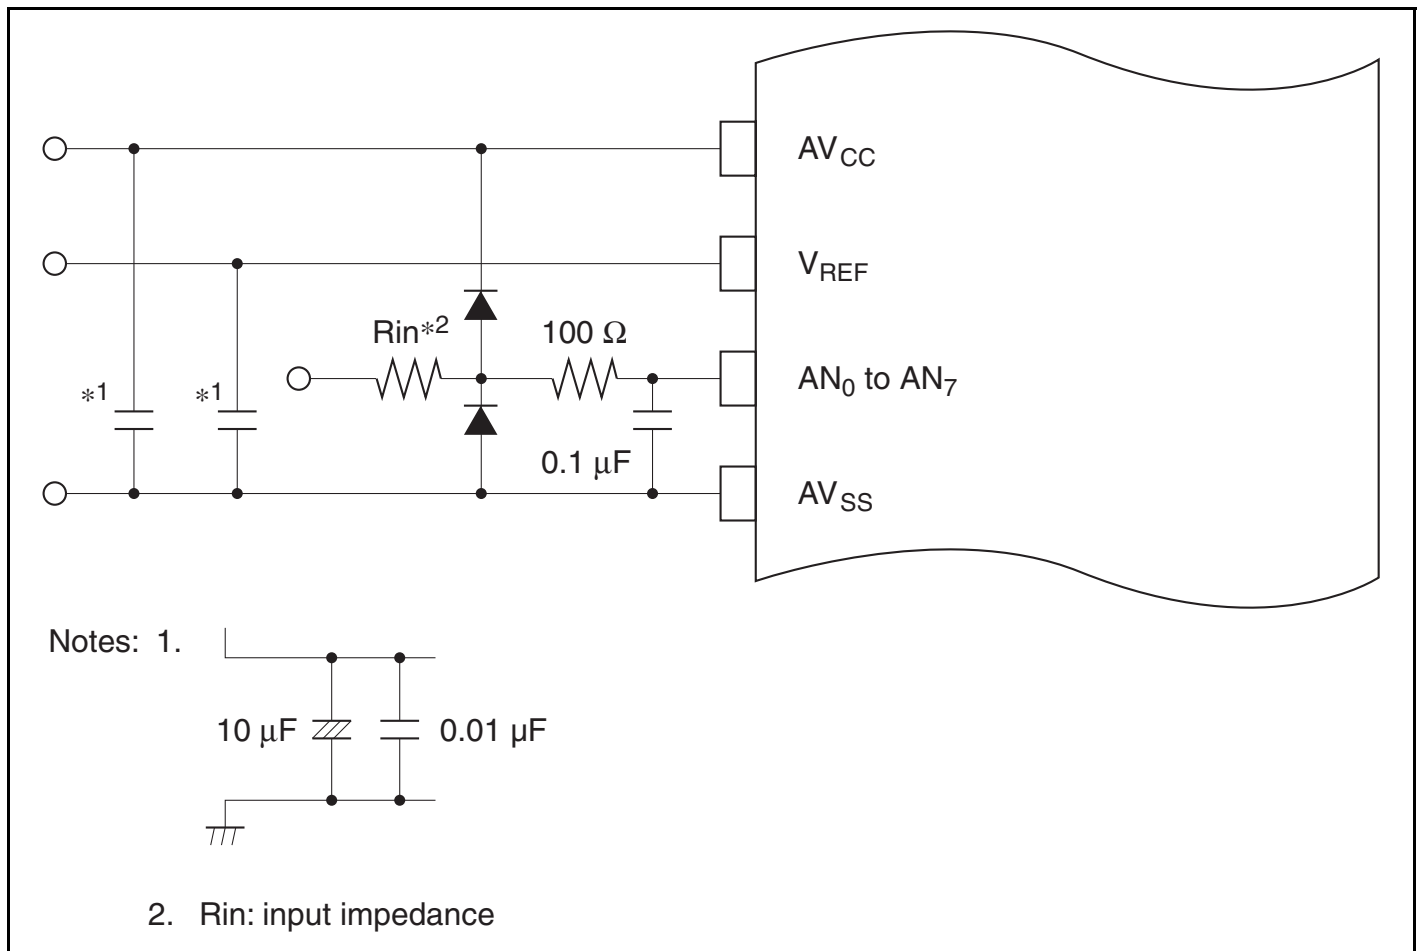 AVCC
VREF
Rin*2 100 Ω
AN0 to AN7
*1 *1
0.1 μF
AVSS
Notes: 1.
10 μF 0.01 μF
2. Rin: input impedance